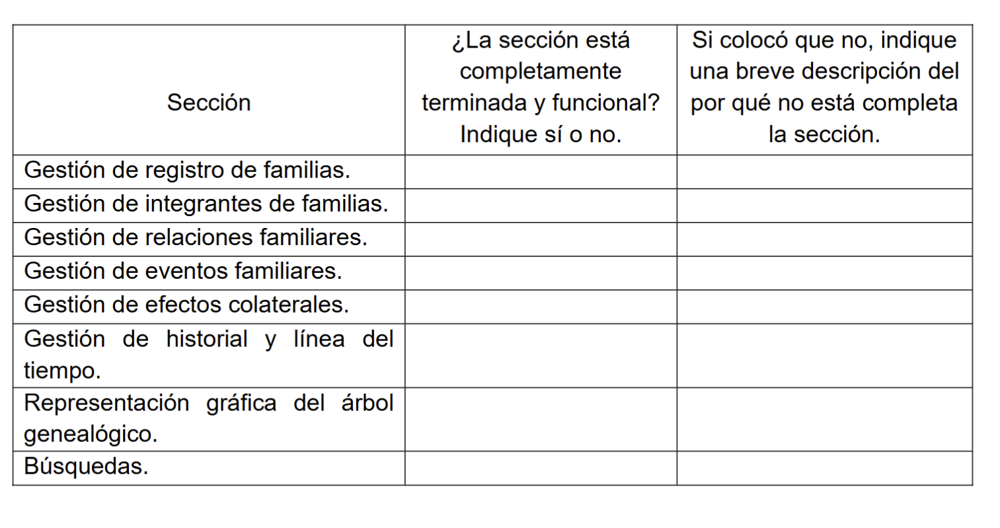 Sección
¿La sección está
completamente
terminada y funcional?
Indique sí o no.
Si colocó que no, indique
una breve descripción del
por qué no está completa
la sección.
Gestión de registro de familias.
Gestión de integrantes de familias.
Gestión de relaciones familiares.
Gestión de eventos familiares.
Gestión de efectos colaterales.
Gestión de historial y línea del
tiempo.
Representación gráfica del árbol
genealógico.
Búsquedas.